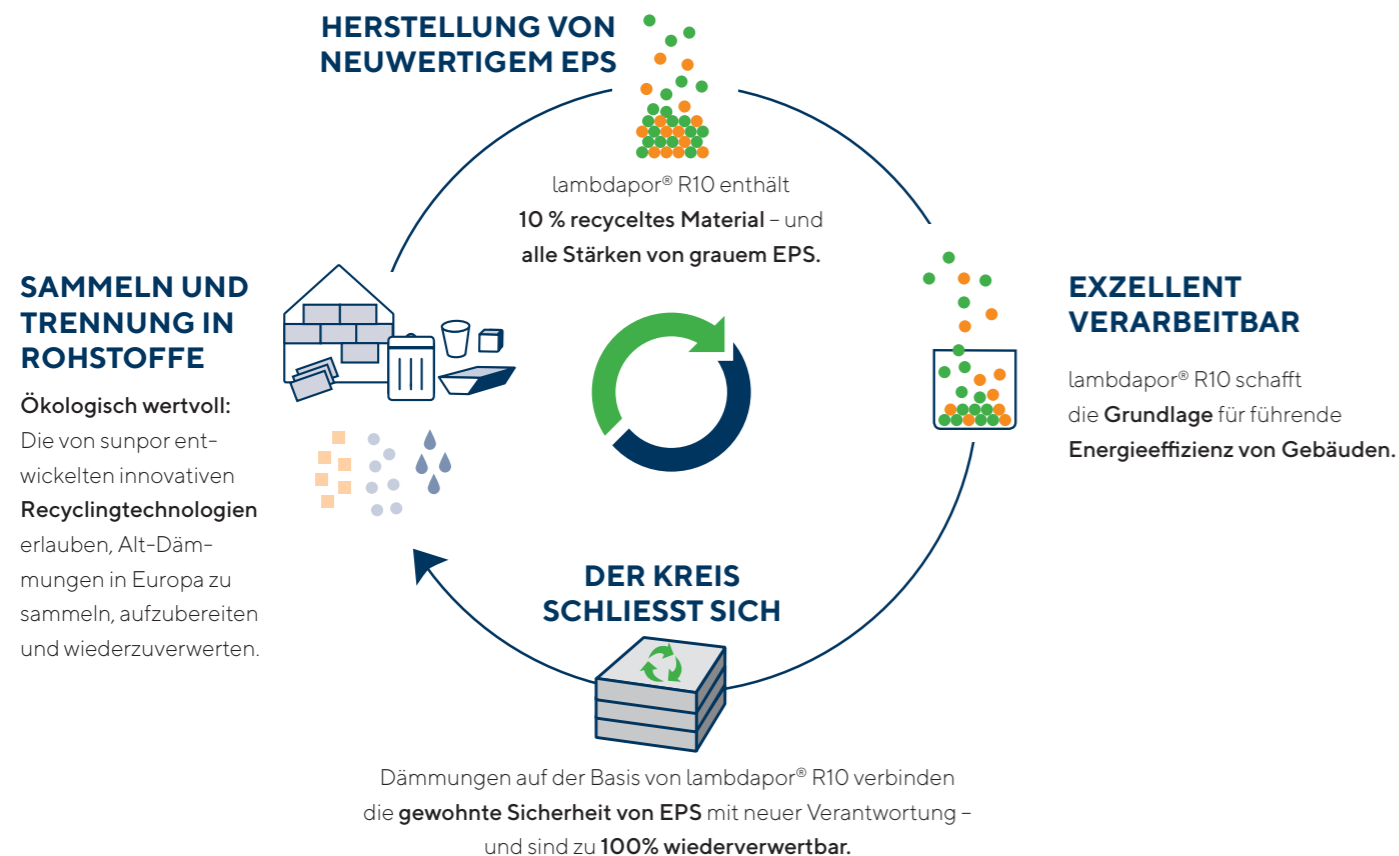 HERSTELLUNG VON
NEUWERTIGEM EPS
lambdapor® R10 enthält
10 % recyceltes Material – und
alle Stärken von grauem EPS.
EXZELLENT
VERARBEITBAR
lambdapor® R10 schafft
die Grundlage für führende
Energieeffizienz von Gebäuden.
DER KREIS
SCHLIESST SICH
Dämmungen auf der Basis von lambdapor® R10 verbinden
die gewohnte Sicherheit von EPS mit neuer Verantwortung –
und sind zu 100% wiederverwertbar.
SAMMELN UND
TRENNUNG IN
ROHSTOFFE
Ökologisch wertvoll:
Die von sunpor ent-
wickelten innovativen
Recyclingtechnologien
erlauben, Alt-Däm-
mungen in Europa zu
sammeln, aufzubereiten
und wiederzuverwerten.